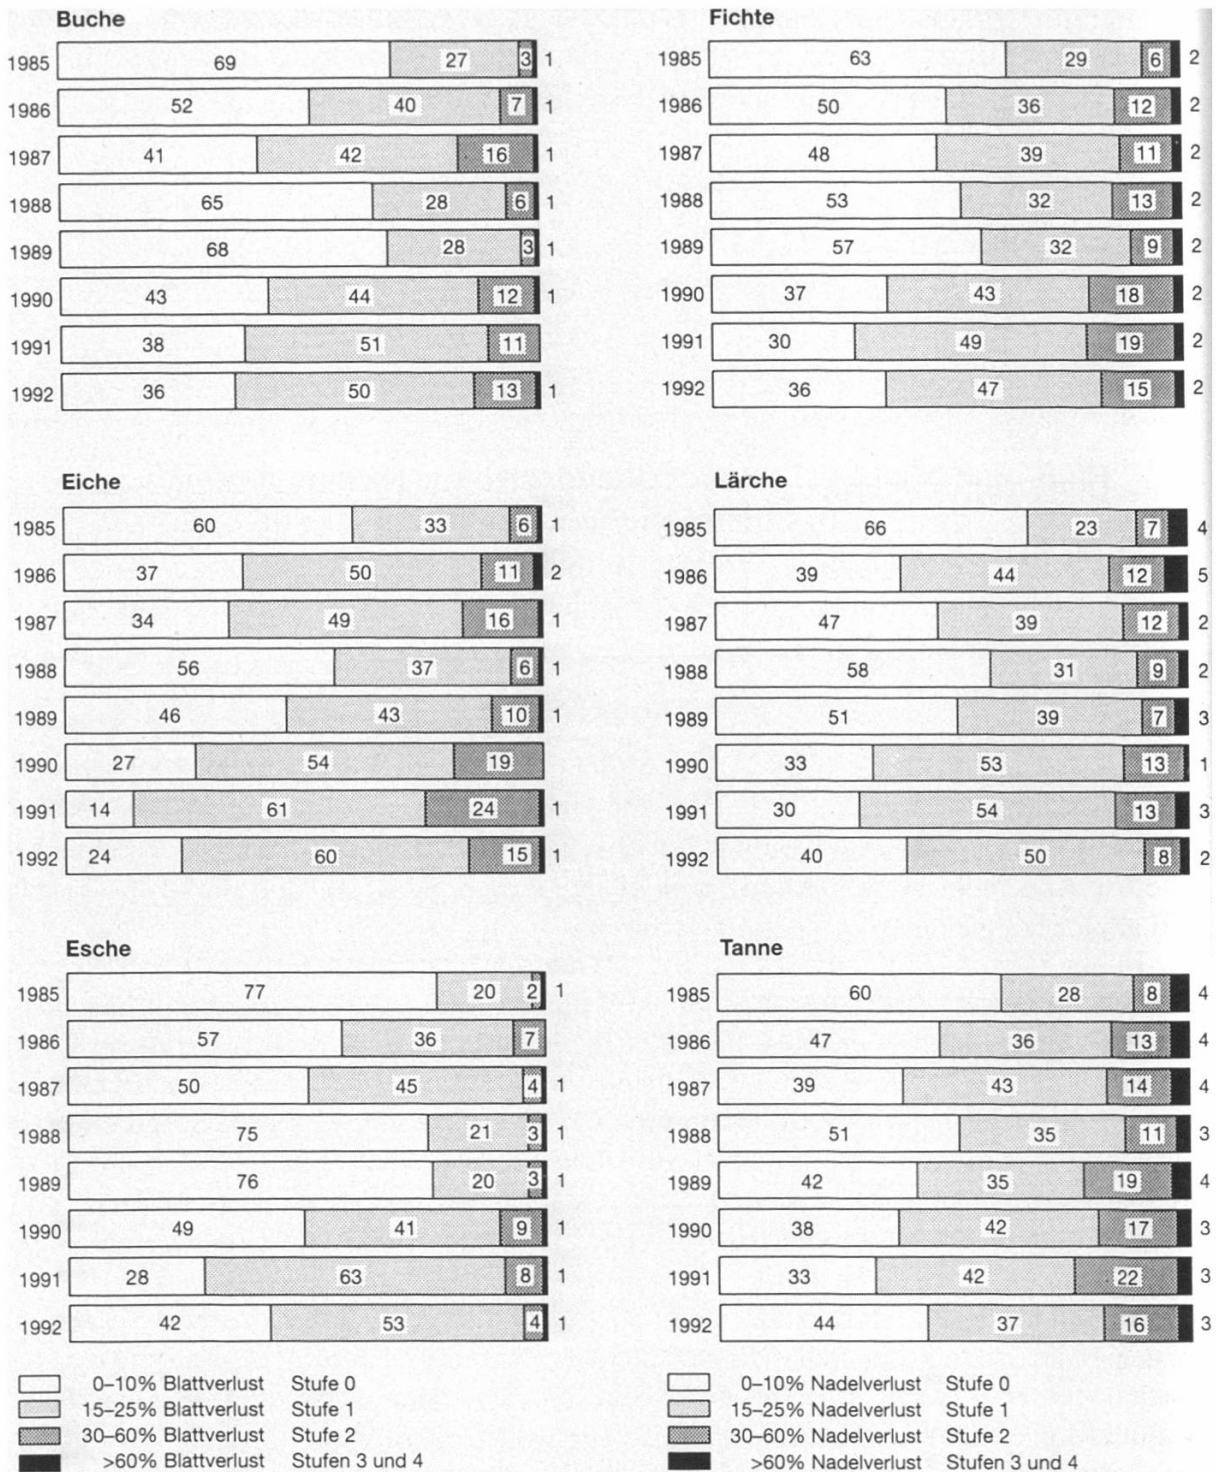 Buche
1985 69 27 3 1
1986 52 40 7 1
1987 41 42 16 1
1988 65 28 6 1
1989 68 28 3 1
1990 43 44 12 1
1991 38 51 11
1992 36 50 13 1
Fichte
1985 63 29 6 2
1986 50 36 12 2
1987 48 39 11 2
1988 53 32 13 2
1989 57 32 9 2
1990 37 43 18 2
1991 30 49 19 2
1992 36 47 15 2
Eiche
1985 60 33 6 1
1986 37 50 11 2
1987 34 49 16 1
1988 56 37 6 1
1989 46 43 10 1
1990 27 54 19
1991 14 61 24 1
1992 24 60 15 1
Lärche
1985 66 23 7 4
1986 39 44 12 5
1987 47 39 12 2
1988 58 31 9 2
1989 51 39 7 3
1990 33 53 13 1
1991 30 54 13 3
1992 40 50 8 2
Esche
1985 77 20 2 1
1986 57 36 7
1987 50 45 4 1
1988 75 21 3 1
1989 76 20 3 1
1990 49 41 9 1
1991 28 63 8 1
1992 42 53 4 1
Tanne
1985 60 28 8 4
1986 47 36 13 4
1987 39 43 14 4
1988 51 35 11 3
1989 42 35 19 4
1990 38 42 17 3
1991 33 42 22 3
1992 44 37 16 3
0–10% Blattverlust Stufe 0
15–25% Blattverlust Stufe 1
30–60% Blattverlust Stufe 2
>60% Blattverlust Stufen 3 und 4
0–10% Nadelverlust Stufe 0
15–25% Nadelverlust Stufe 1
30–60% Nadelverlust Stufe 2
>60% Nadelverlust Stufen 3 und 4